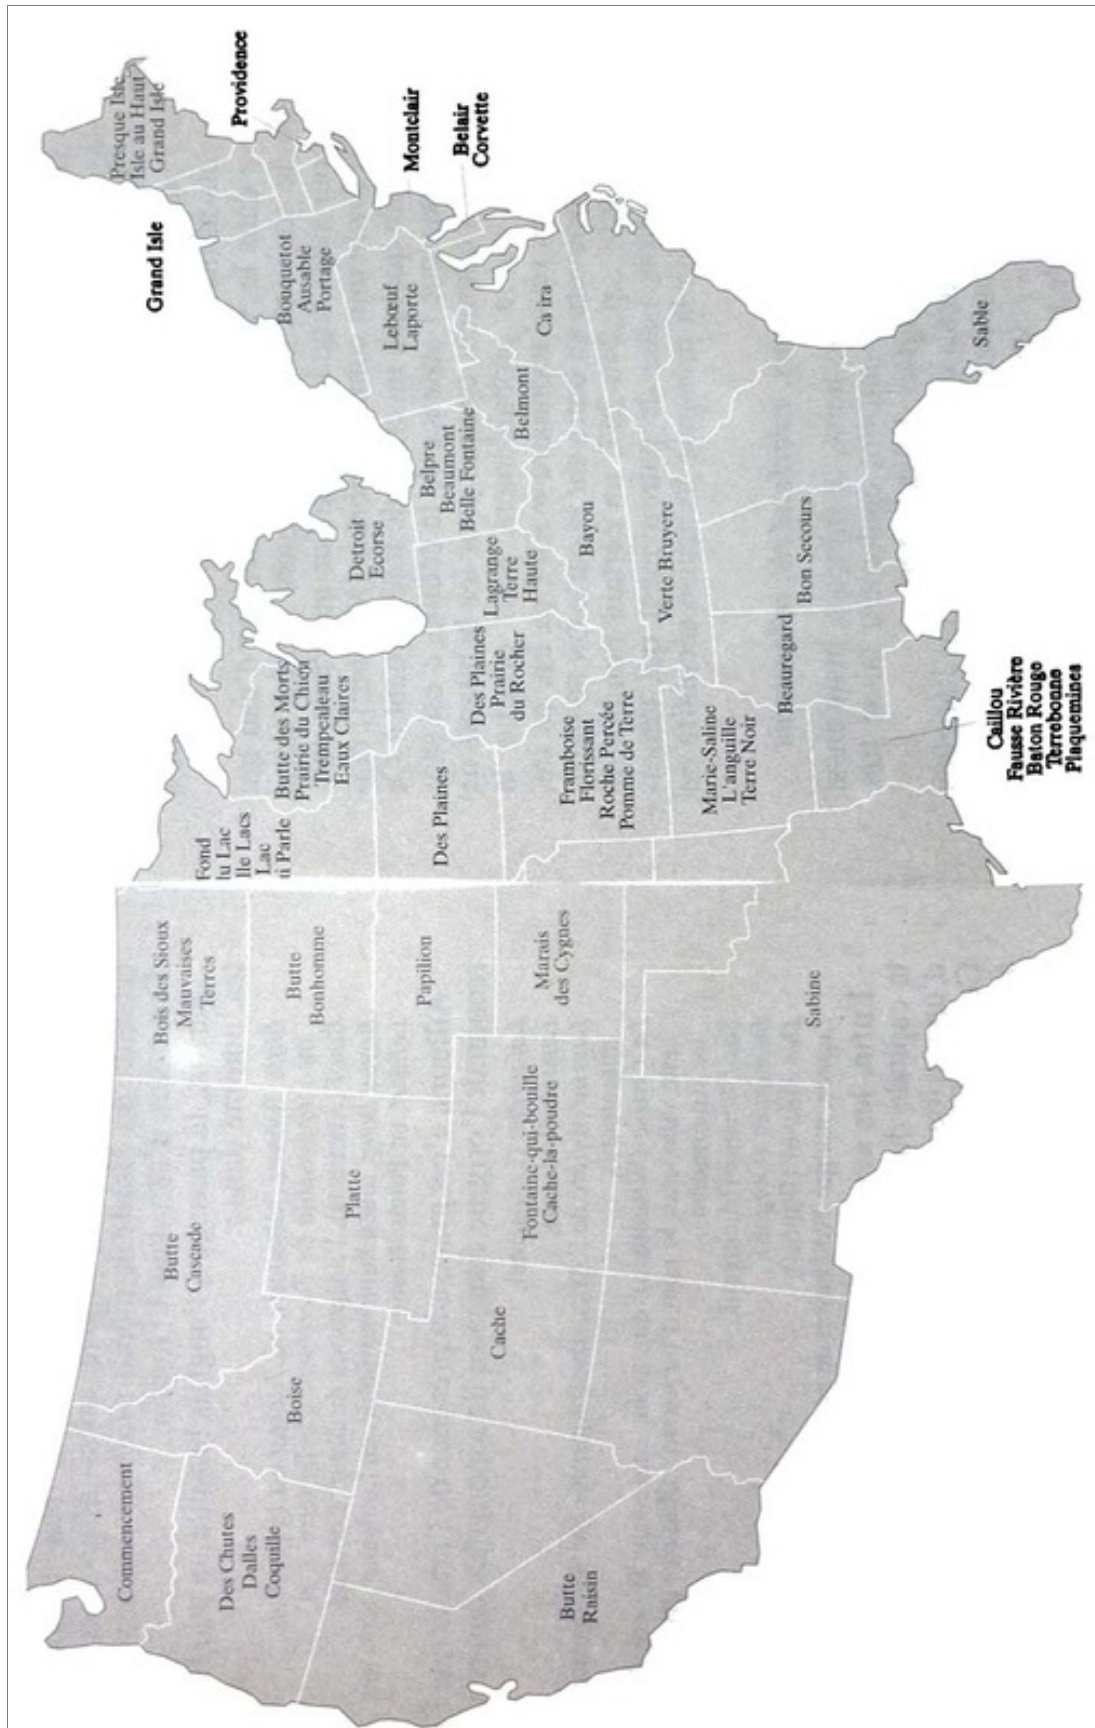 Presque Isle
Isle au Haut
Grand Isle
Providence
Grand Isle
Montclair
Belair
Corvette
Bouquetot
Ausable
Portage
Lebœuf
Laporte
Ca ira
Belmont
Belpre
Beaumont
Belle Fontaine
Detroit
Ecorse
Lagrange
Terre
Haute
Bayou
Verte Bruyere
Sable
Bon Secours
Beauregard
Des Plaines
Prairie
du Rocher
Butte des Morts
Prairie du Chien
Trempealeau
Eaux Claires
Fond
u Lac
lle Lacs
Lac
i Parle
Des Plaines
Framboise
Florissant
Roche Percée
Pomme de Terre
Marie-Saline
L'anguille
Terre Noir
Caillou
Fausse Rivière
Baton Rouge
Terrebonne
Plaquemines
Bois des Sioux
Mauvaises
Terres
Butte
Bonhomme
Papilion
Marais
des Cygnes
Sabine
Butte
Cascade
Platte
Fontaine-qui-bouille
Cache-la-poudre
Cache
Boise
Commencement
Des Chutes
Dalles
Coquille
Butte
Raisin